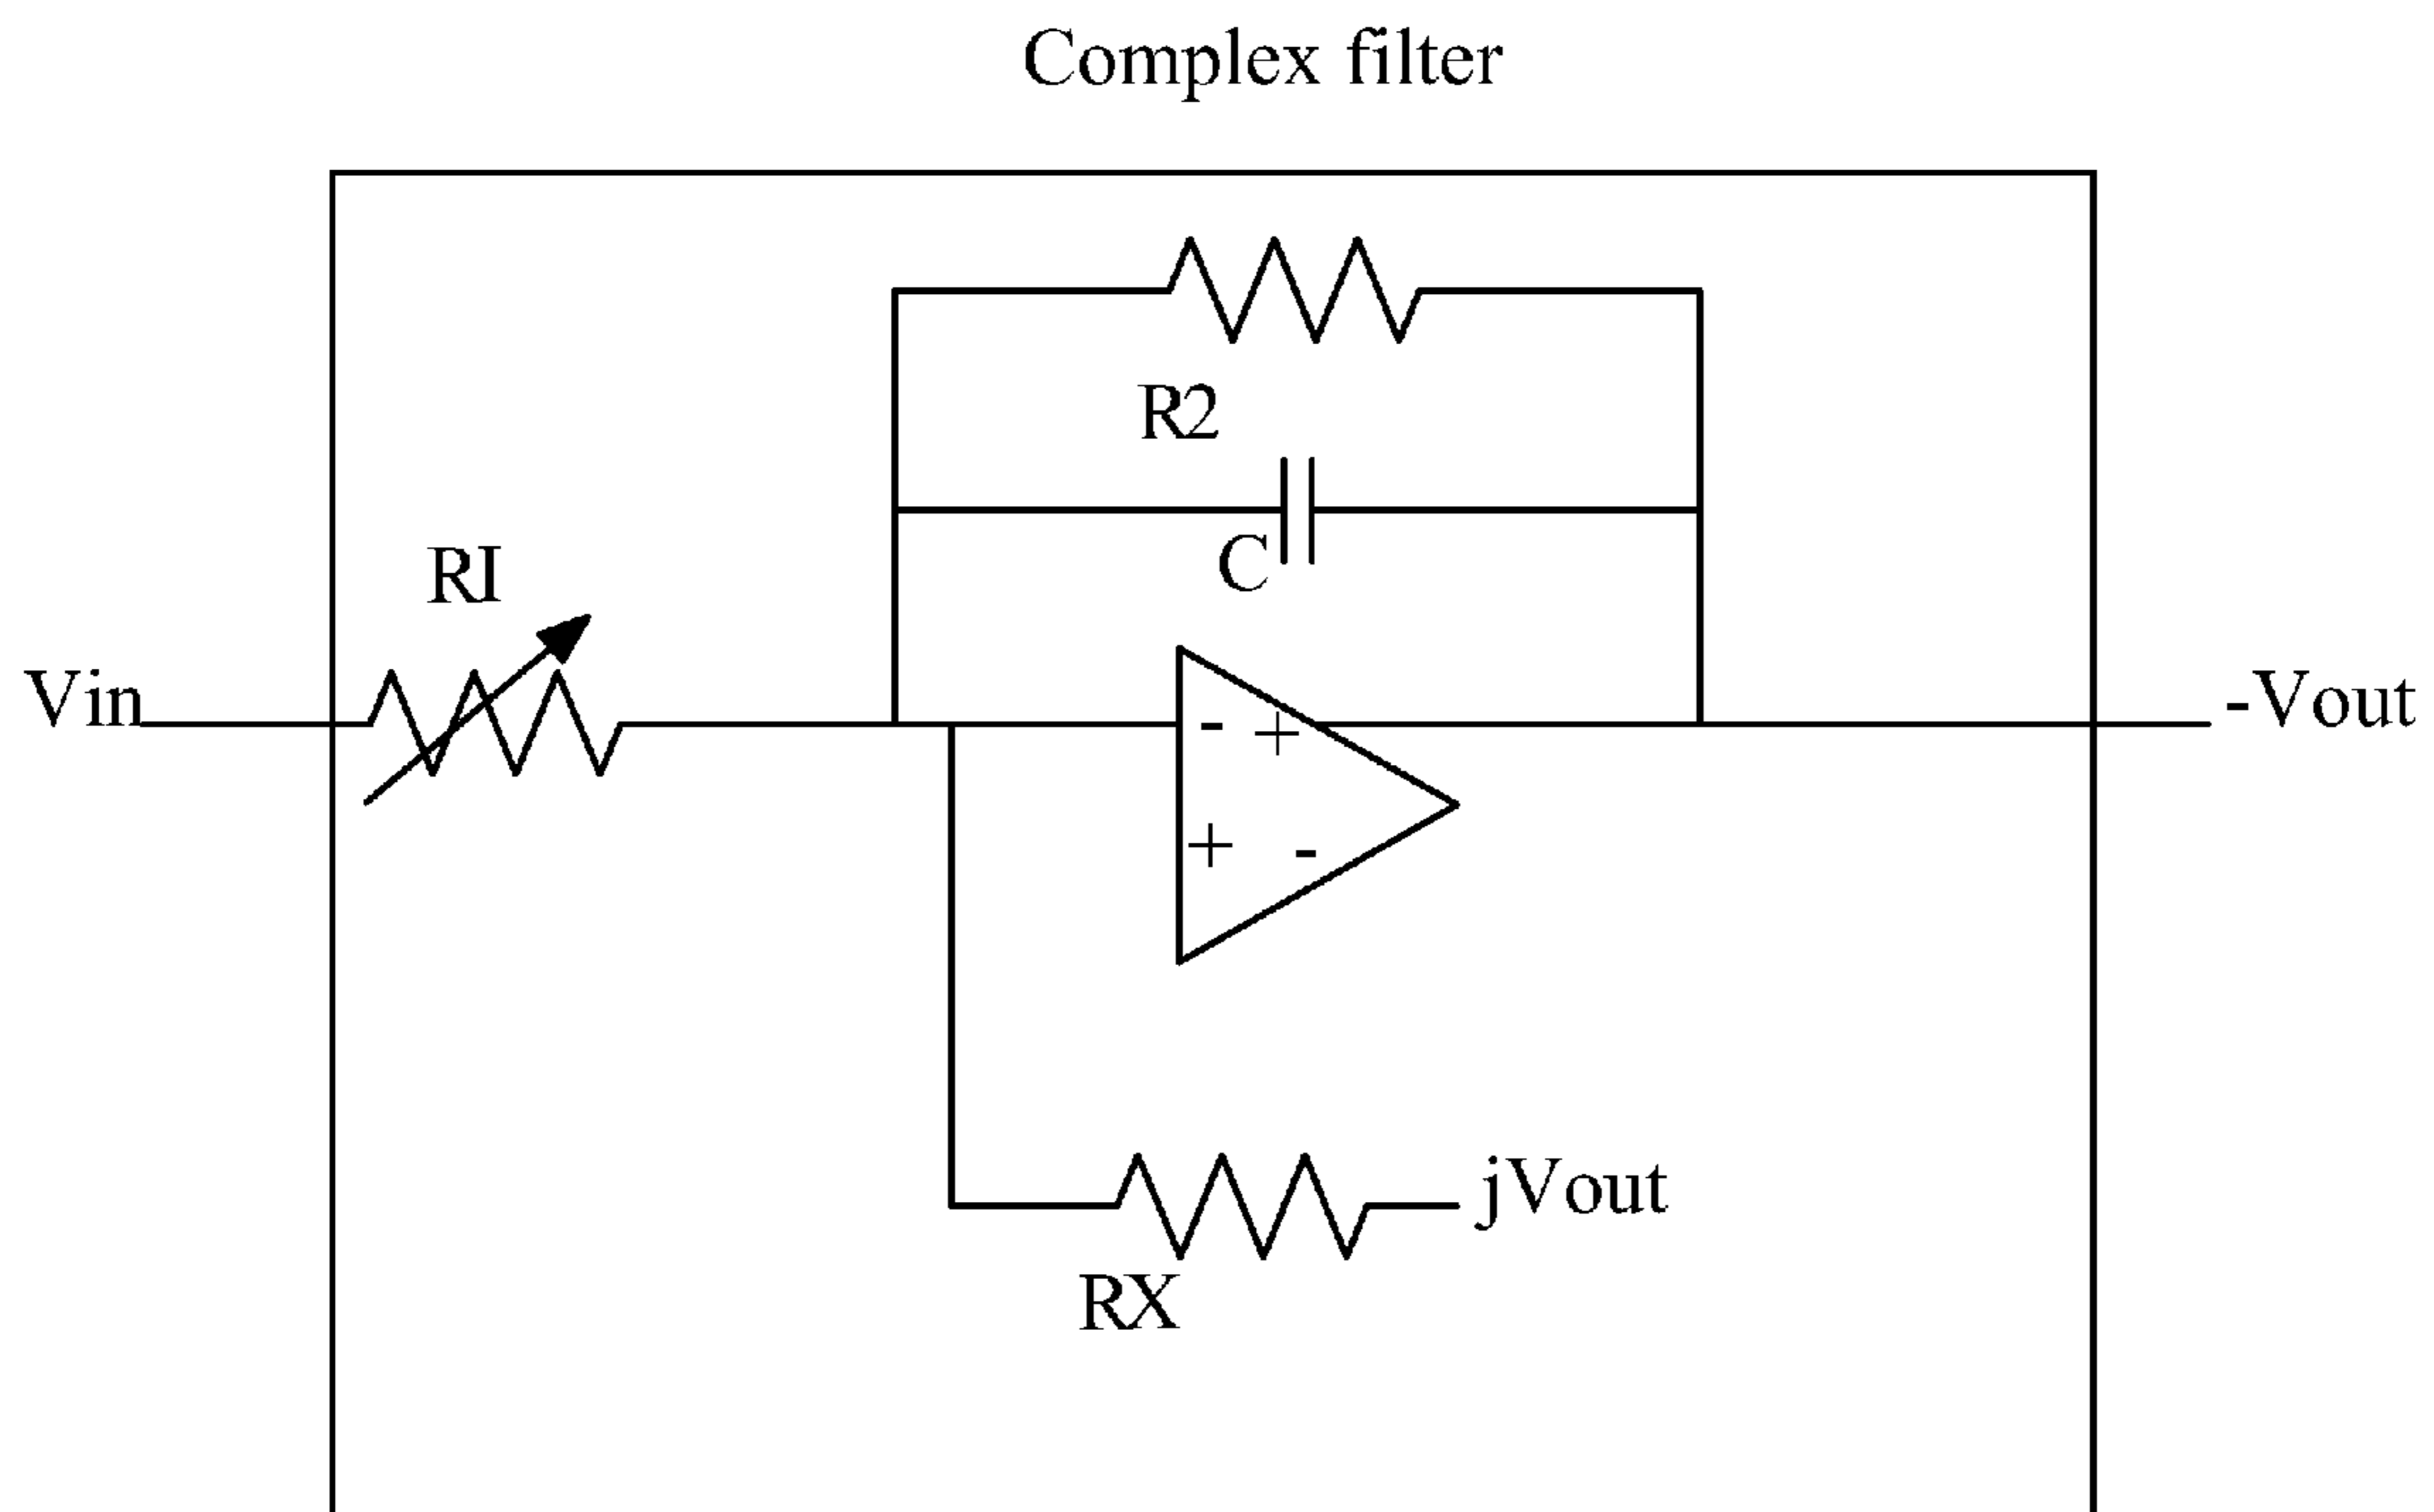 Complex filter
R2
C
RI
Vin
-Vout
- +
+ -
jVout
RX